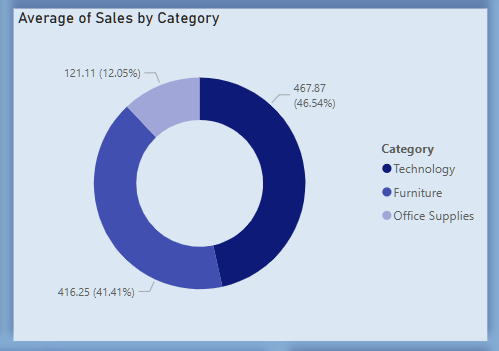 Average of Sales by Category
121.11 (12.05%)
467.87
(46.54%)
Category
Technology
Furniture
Office Supplies
416.25 (41.41%)